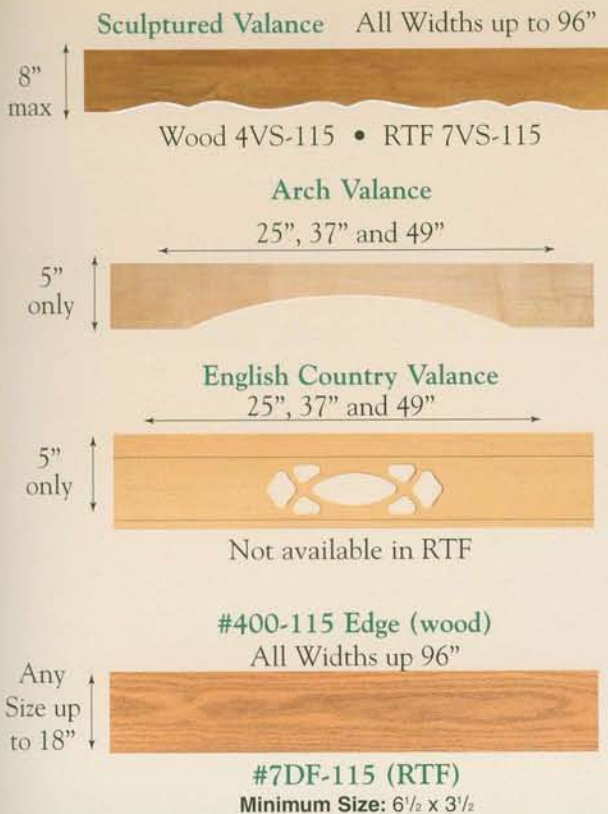 Sculptured Valance All Widths up to 96”
8”
max
Wood 4VS-115 • RTF 7VS-115
Arch Valance
25”, 37” and 49”
5”
only
English Country Valance
25”, 37” and 49”
5”
only
Not available in RTF
#400-115 Edge (wood)
All Widths up 96”
Any
Size up
to 18”
#7DF-115 (RTF)
Minimum Size: 6½ x 3½